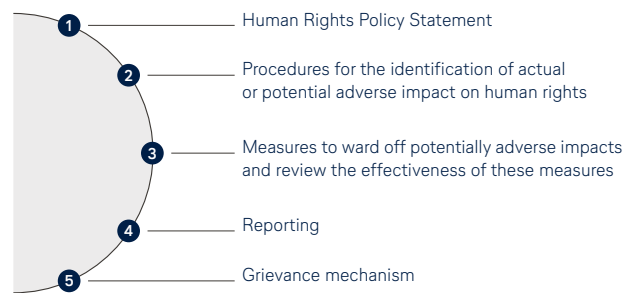 1 Human Rights Policy Statement
2 Procedures for the identification of actual
or potential adverse impact on human rights
3 Measures to ward off potentially adverse impacts
and review the effectiveness of these measures
4 Reporting
5 Grievance mechanism